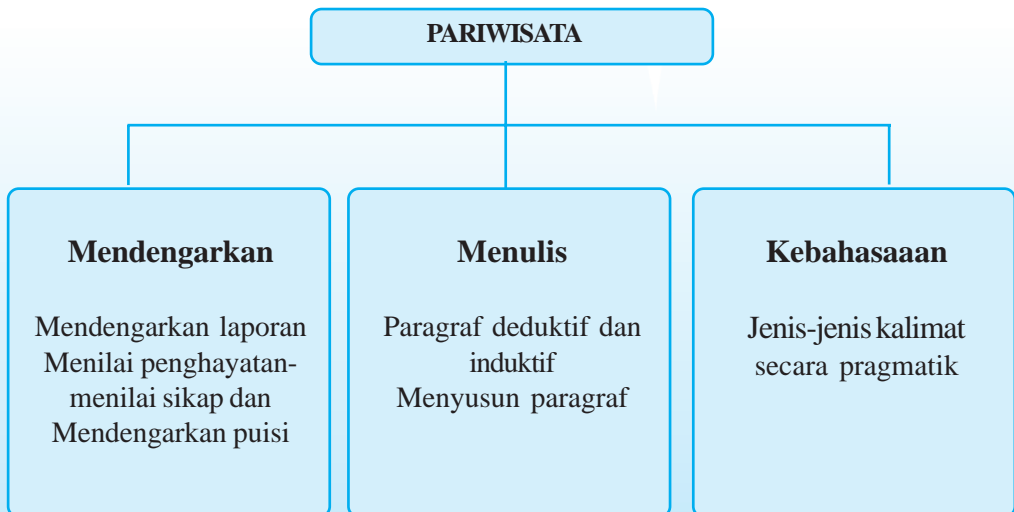 PARIWISATA
Mendengarkan
Mendengarkan laporan
Menilai penghayatan-
menilai sikap dan
Mendengarkan puisi
Menulis
Paragraf deduktif dan
induktif
Menyusun paragraf
Kebahasaaan
Jenis-jenis kalimat
secara pragmatik